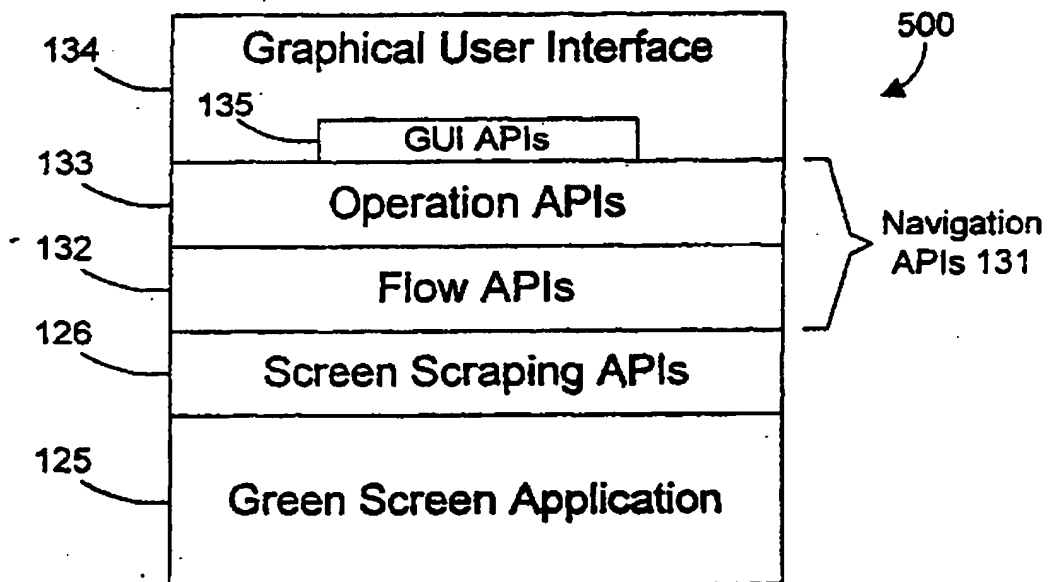 134
Graphical User Interface
500
135
GUI APIs
133
Operation APIs
Navigation
APIs 131
132
Flow APIs
126
Screen Scraping APIs
125
Green Screen Application